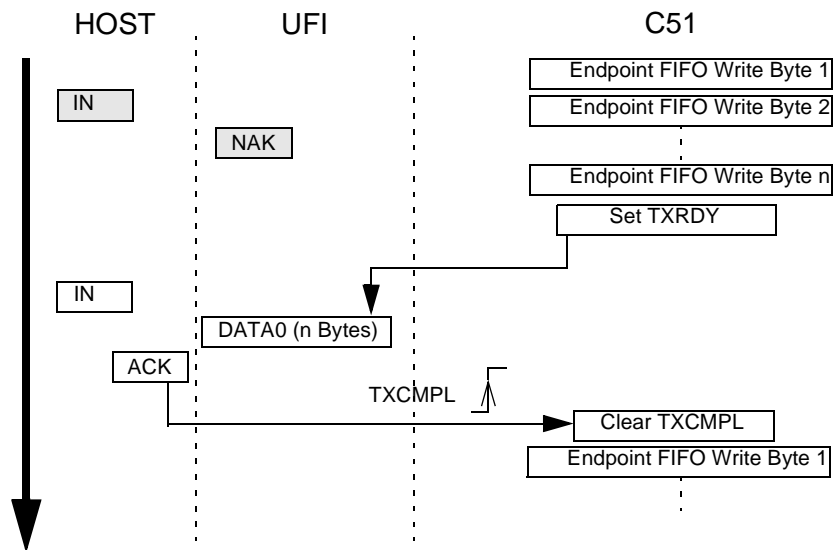 HOST UFI C51
Endpoint FIFO Write Byte 1
IN Endpoint FIFO Write Byte 2
NAK
Endpoint FIFO Write Byte n
Set TXRDY
IN
DATA0 (n Bytes)
ACK
TXCMPL
Clear TXCMPL
Endpoint FIFO Write Byte 1